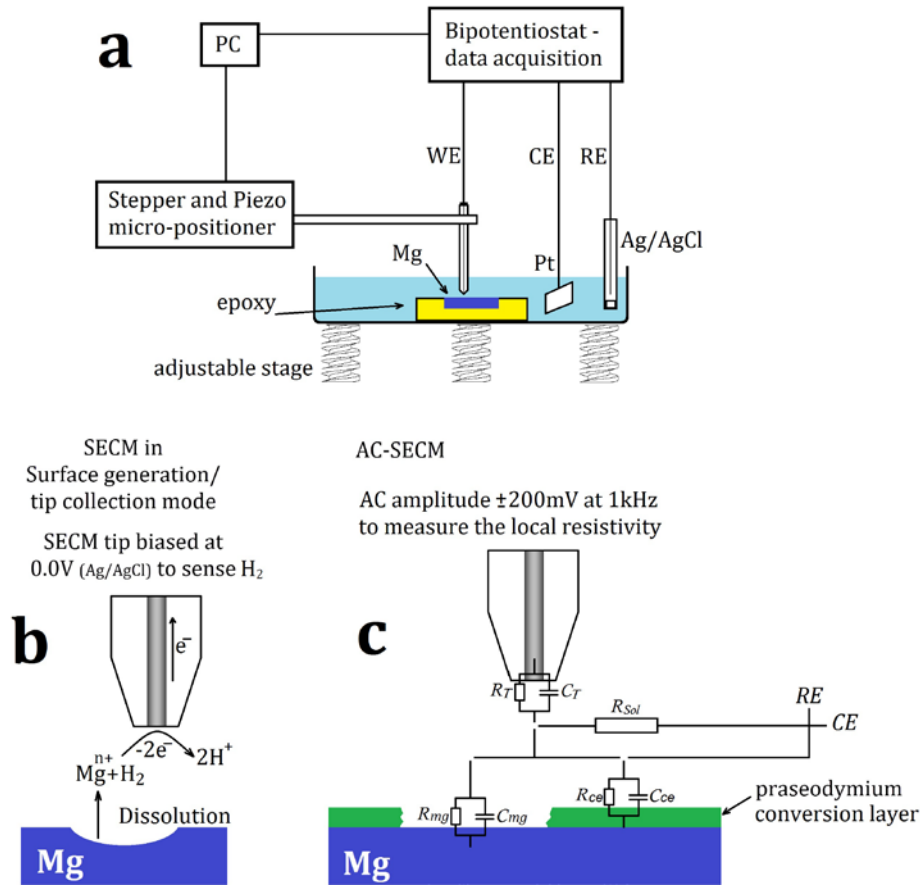 a
PC
Bipotentiostat -
data acquisition
WE
CE
RE
Stepper and Piezo
micro-positioner
Ag/AgCl
Mg
Pt
epoxy
adjustable stage
SECM in
Surface generation/
tip collection mode
SECM tip biased at
0.0V (Ag/AgCl) to sense H2
b
e-
-2e-
Mg n+ +H2
2H+
Dissolution
Mg
AC-SECM
AC amplitude ±200mV at 1kHz
to measure the local resistivity
c
RT
CT
RSol
RE
CE
Rmg
Cmg
Rce
Cce
praseodymium
conversion layer
Mg